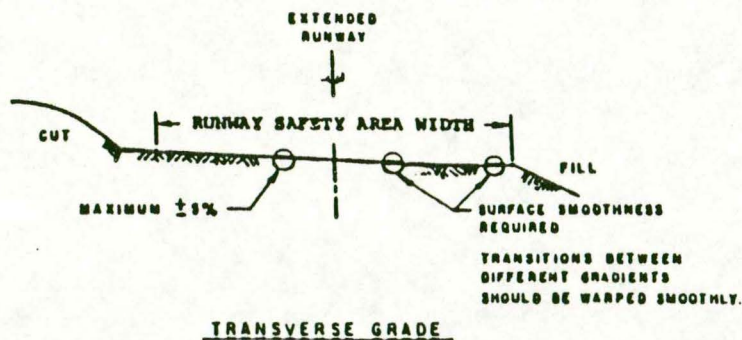 EXTENDED
RUNWAY
RUNWAY SAFETY AREA WIDTH
CUT
FILL
MAXIMUM ±5%
SURFACE SMOOTHNESS
REQUIRED
TRANSITIONS BETWEEN
DIFFERENT GRADIENTS
SHOULD BE WARPED SMOOTHLY.
TRANSVERSE GRADE